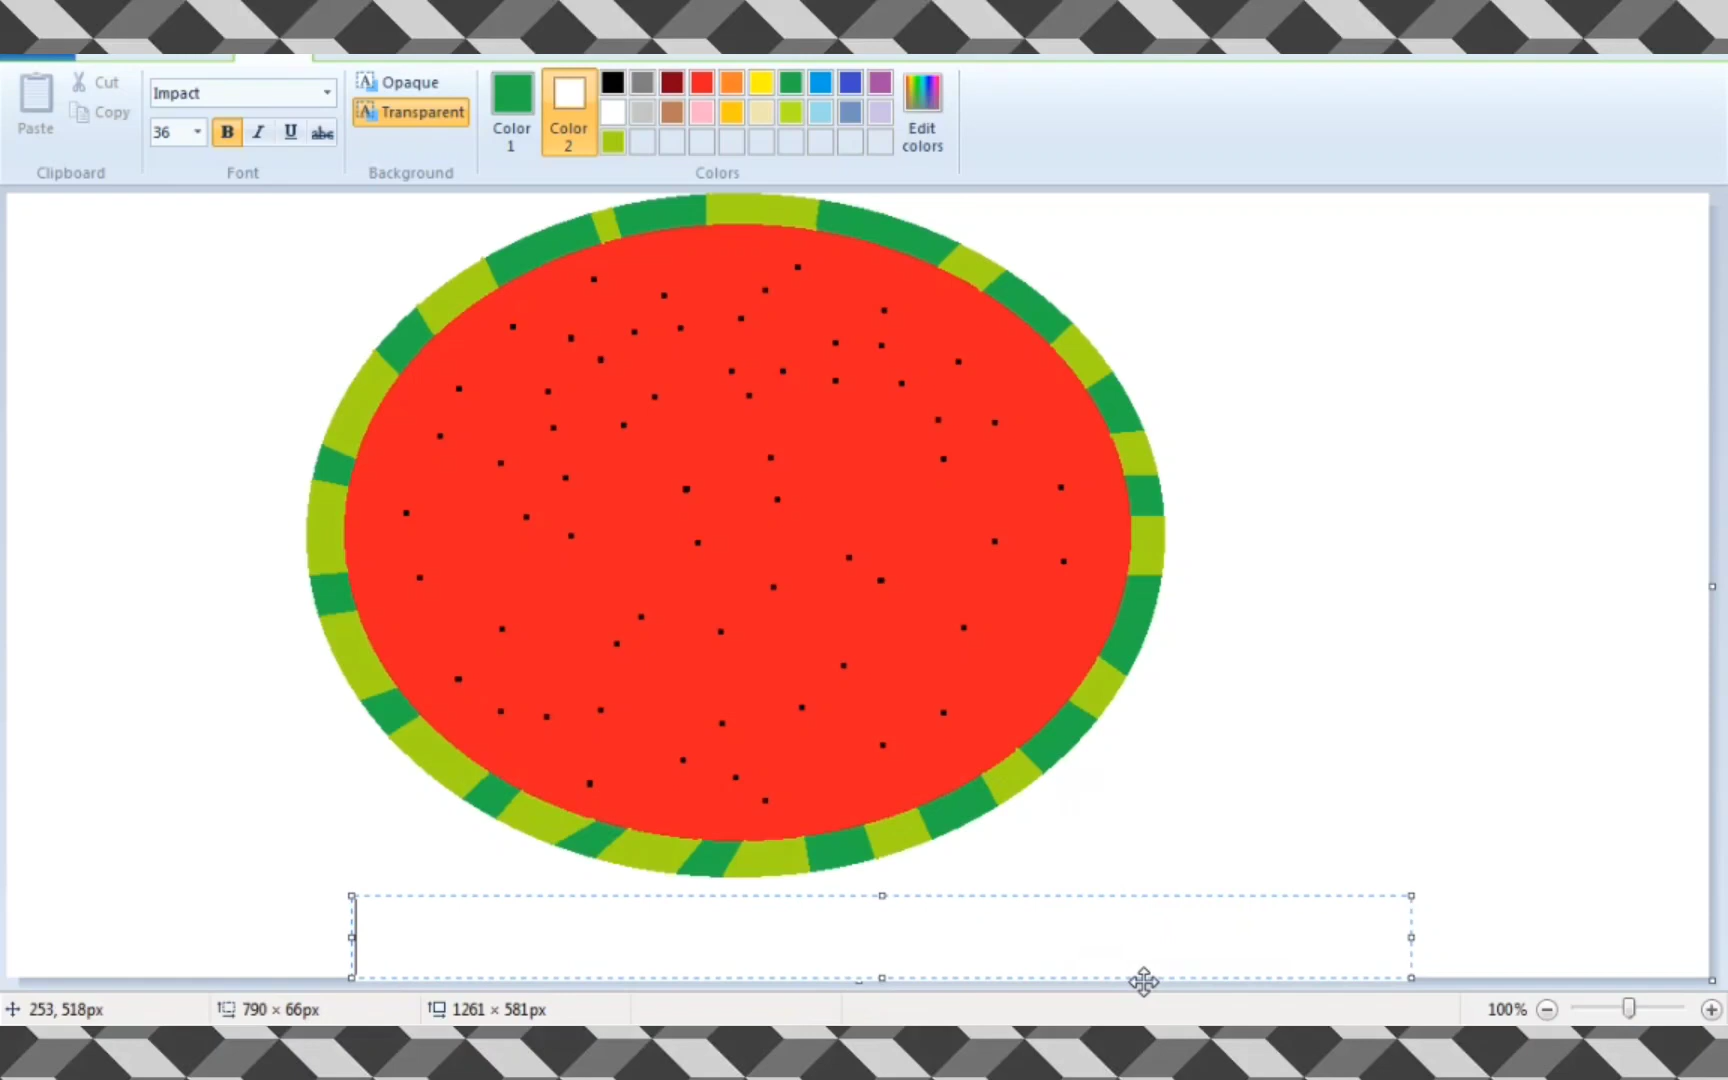 Paste
Cut
Copy
Clipboard
Impact
36
B I U abc
Font
A Opaque
A Transparent
Background
Color
1
Color
2
Edit
colors
Colors
253, 518px
790 × 66px
1261 × 581px
100%